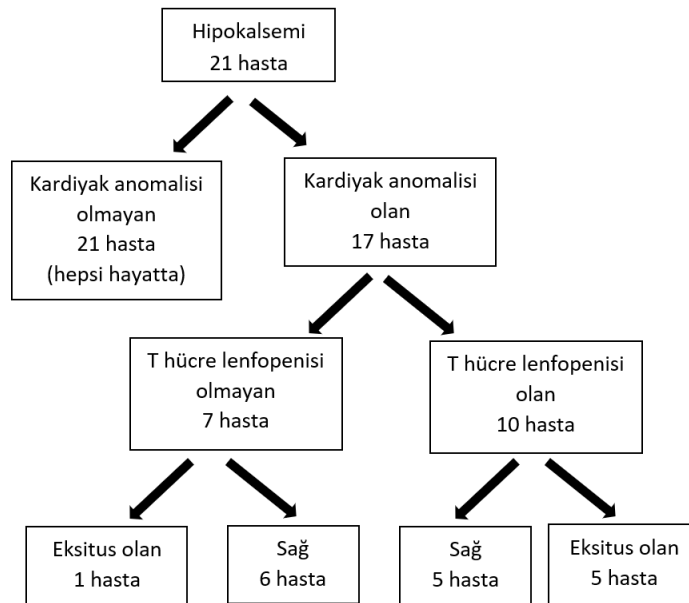 Hipokalsemi
21 hasta
Kardiyak anomalisi
olmayan
21 hasta
(hepsi hayatta)
Kardiyak anomalisi
olan
17 hasta
T hücre lenfopenisi
olmayan
7 hasta
T hücre lenfopenisi
olan
10 hasta
Eksitus olan
1 hasta
Sağ
6 hasta
Sağ
5 hasta
Eksitus olan
5 hasta